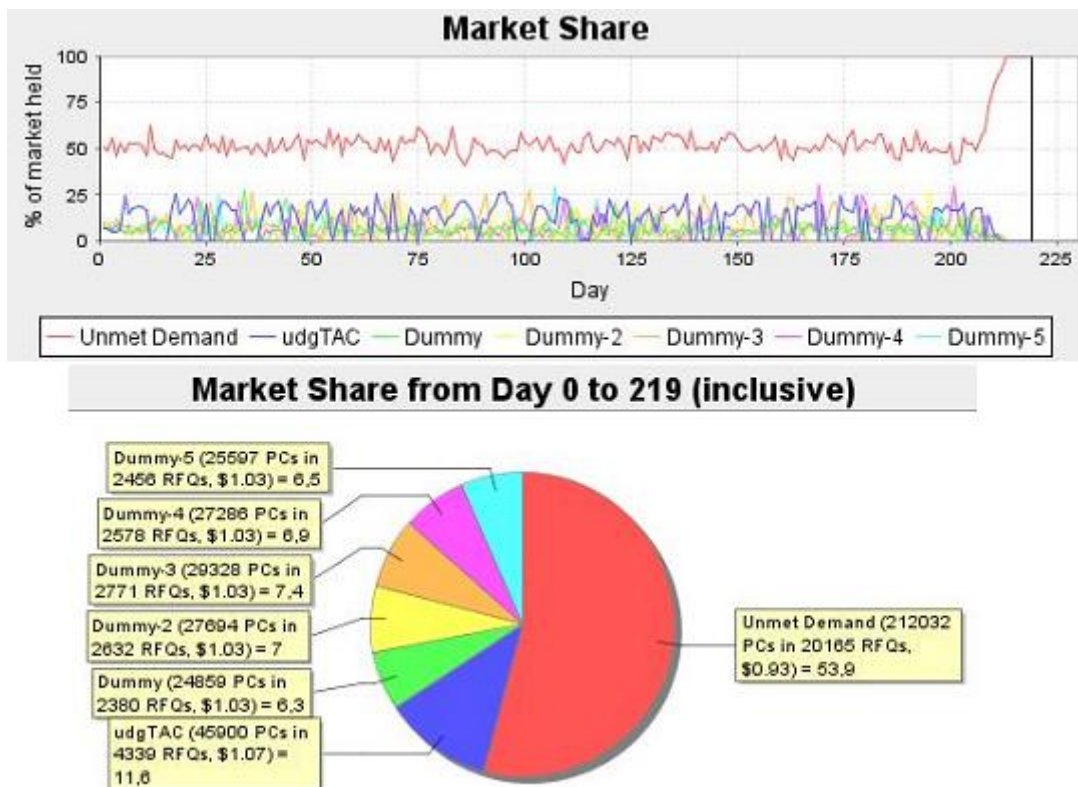 Market Share
% of market held
100
75
50
25
0
0 25 50 75 100 125 150 175 200 225
Day
Unmet Demand udgTAC Dummy Dummy-2 Dummy-3 Dummy-4 Dummy-5
Market Share from Day 0 to 219 (inclusive)
Dummy-5 (25597 PCs in
2456 RFQs, $1.03) = 6,5
Dummy-4 (27286 PCs in
2578 RFQs, $1.03) = 6,9
Dummy-3 (29328 PCs in
2771 RFQs, $1.03) = 7,4
Dummy-2 (27694 PCs in
2632 RFQs, $1.03) = 7
Dummy (24859 PCs in
2380 RFQs, $1.03) = 6,3
udgTAC (45900 PCs in
4339 RFQs, $1.07) =
11,6
Unmet Demand (212032
PCs in 20165 RFQs,
$0.93) = 53,9